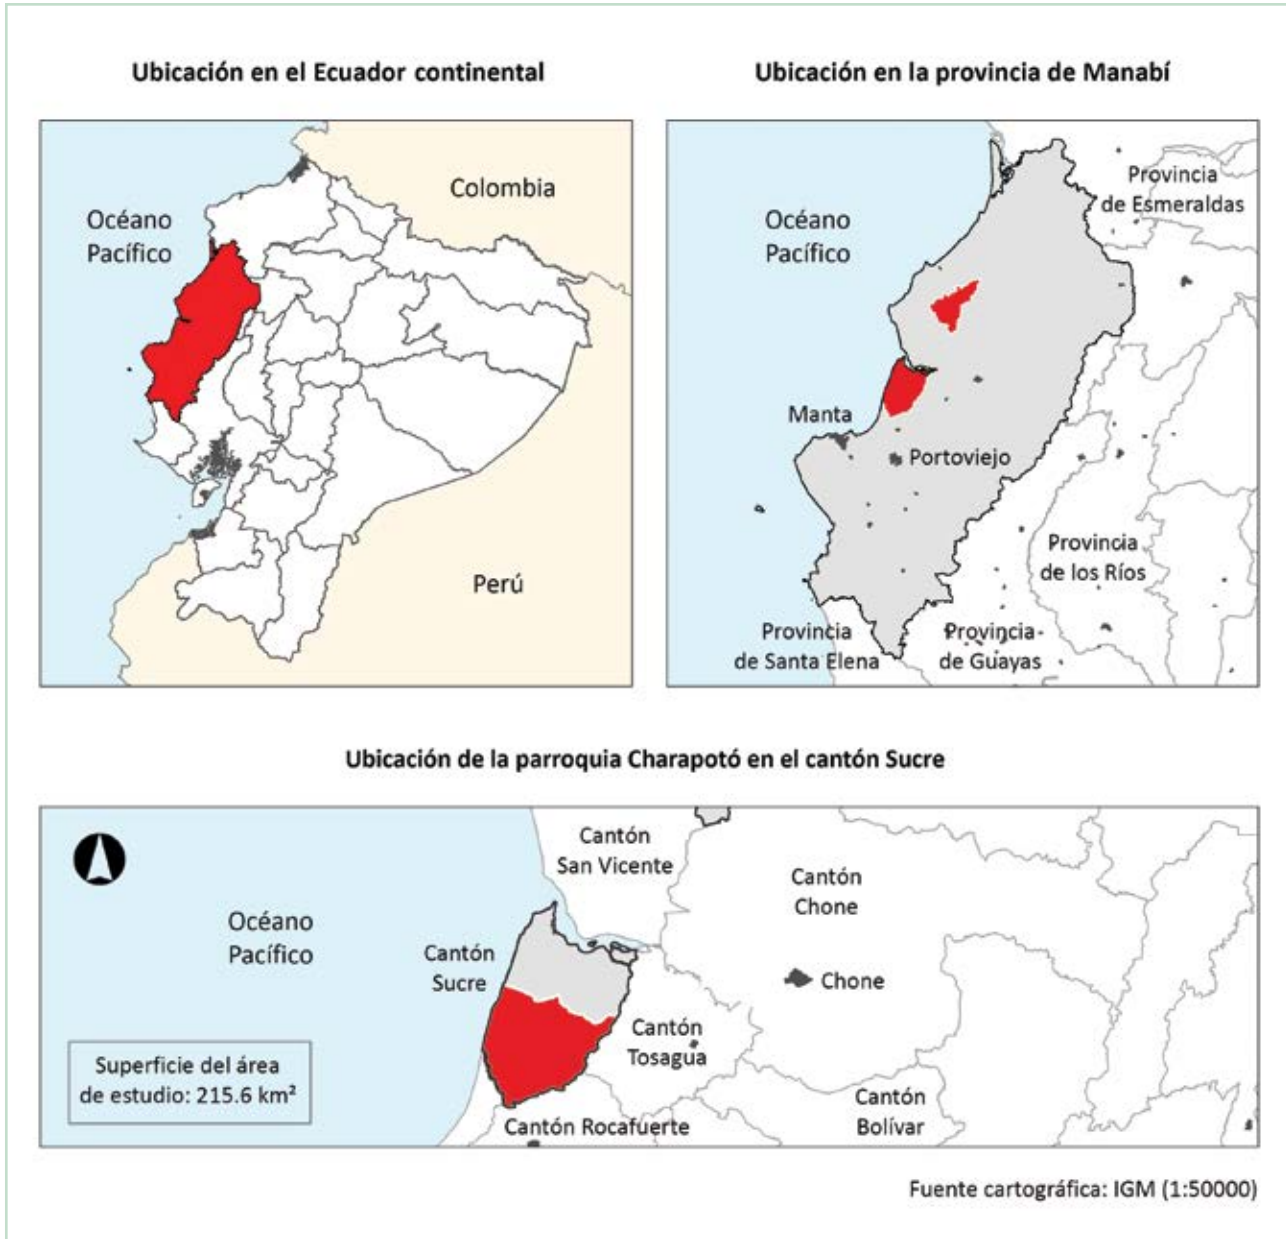 Ubicación en el Ecuador continental
Colombia
Océano
Pacífico
Perú
Ubicación en la provincia de Manabí
Provincia
de Esmeraldas
Océano
Pacífico
Manta
Portoviejo
Provincia
de los Ríos
Provincia
de Santa Elena
Provincia
de Guayas
Ubicación de la parroquia Charapotó en el cantón Sucre
Cantón
San Vicente
Cantón
Chone
Océano
Pacífico
Cantón
Sucre
Chone
Cantón
Tosagua
Superficie del área
de estudio: 215.6 km²
Cantón Rocafuerte
Cantón
Bolívar
Fuente cartográfica: IGM (1:50000)